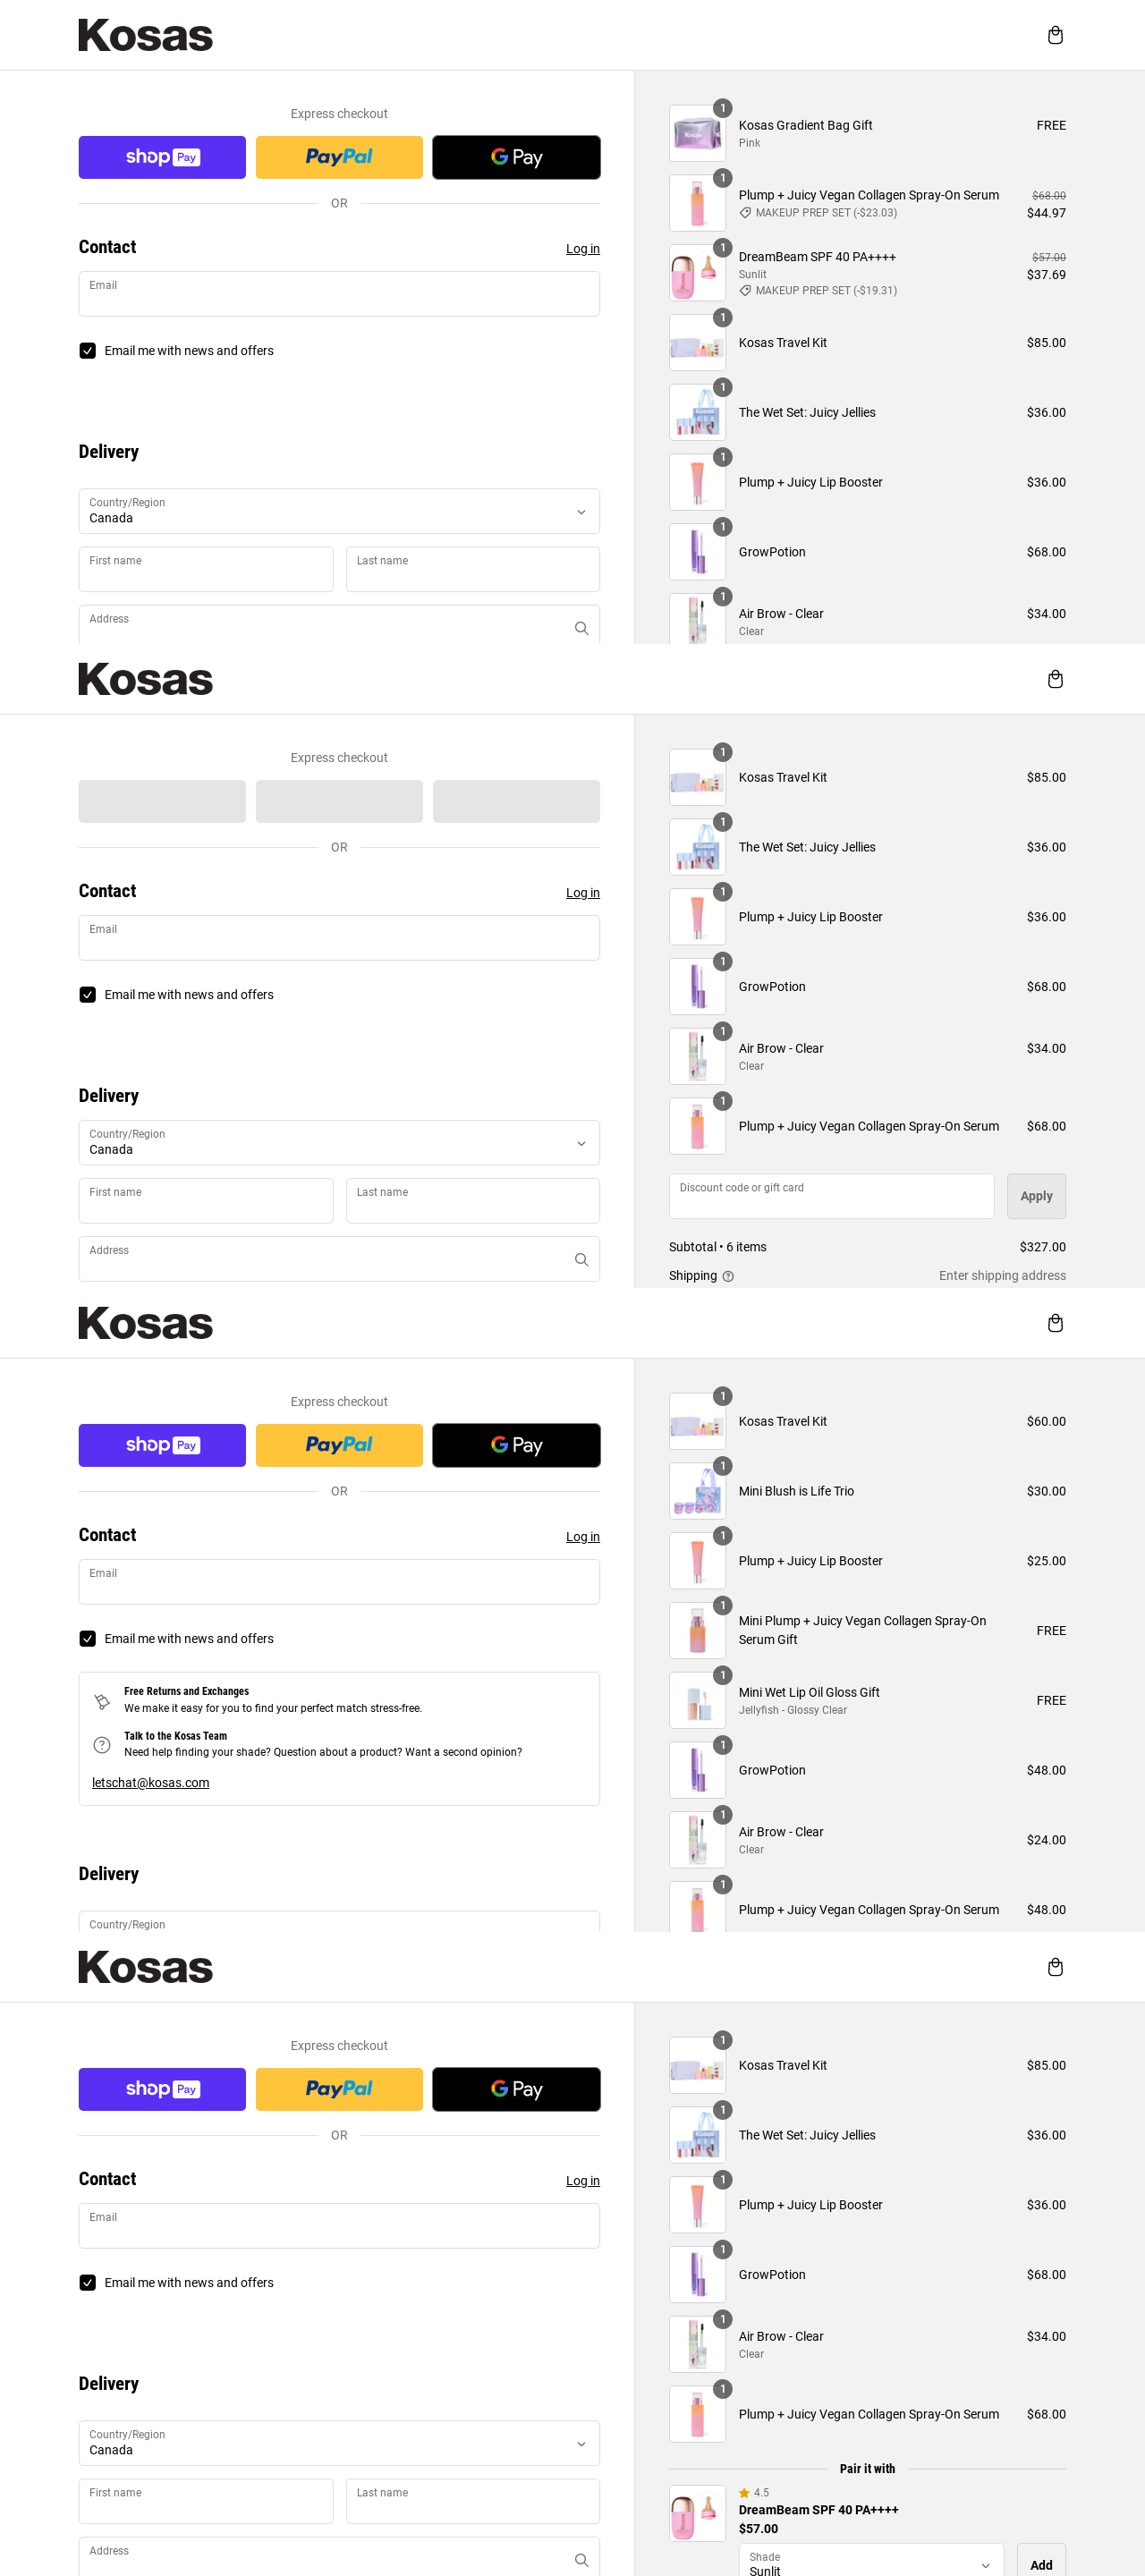 Kosas
Express checkout
shop Pay
PayPal
G Pay
OR
Contact
Log in
Email
Email me with news and offers
Delivery
Country/Region
Canada
First name
Last name
Address
1
Kosas Gradient Bag Gift
FREE
Pink
1
Plump + Juicy Vegan Collagen Spray-On Serum
$68.00
MAKEUP PREP SET (-$23.03)
$44.97
1
DreamBeam SPF 40 PA++++
$57.00
Sunlit
$37.69
MAKEUP PREP SET (-$19.31)
1
Kosas Travel Kit
$85.00
1
The Wet Set: Juicy Jellies
$36.00
1
Plump + Juicy Lip Booster
$36.00
1
GrowPotion
$68.00
1
Air Brow - Clear
$34.00
Clear
Kosas
Express checkout
OR
Contact
Log in
Email
Email me with news and offers
Delivery
Country/Region
Canada
First name
Last name
Address
1
Kosas Travel Kit
$85.00
1
The Wet Set: Juicy Jellies
$36.00
1
Plump + Juicy Lip Booster
$36.00
1
GrowPotion
$68.00
1
Air Brow - Clear
$34.00
Clear
1
Plump + Juicy Vegan Collagen Spray-On Serum
$68.00
Discount code or gift card
Apply
Subtotal • 6 items
$327.00
Shipping
Enter shipping address
Kosas
Express checkout
shop Pay
PayPal
G Pay
OR
Contact
Log in
Email
Email me with news and offers
Free Returns and Exchanges
We make it easy for you to find your perfect match stress-free.
Talk to the Kosas Team
Need help finding your shade? Question about a product? Want a second opinion?
letschat@kosas.com
Delivery
Country/Region
1
Kosas Travel Kit
$60.00
1
Mini Blush is Life Trio
$30.00
1
Plump + Juicy Lip Booster
$25.00
1
Mini Plump + Juicy Vegan Collagen Spray-On
Serum Gift
FREE
1
Mini Wet Lip Oil Gloss Gift
Jellyfish - Glossy Clear
FREE
1
GrowPotion
$48.00
1
Air Brow - Clear
Clear
$24.00
1
Plump + Juicy Vegan Collagen Spray-On Serum
$48.00
Kosas
Express checkout
shop Pay
PayPal
G Pay
OR
Contact
Log in
Email
Email me with news and offers
Delivery
Country/Region
Canada
First name
Last name
Address
1
Kosas Travel Kit
$85.00
1
The Wet Set: Juicy Jellies
$36.00
1
Plump + Juicy Lip Booster
$36.00
1
GrowPotion
$68.00
1
Air Brow - Clear
$34.00
Clear
1
Plump + Juicy Vegan Collagen Spray-On Serum
$68.00
Pair it with
4.5
DreamBeam SPF 40 PA++++
$57.00
Shade
Sunlit
Add